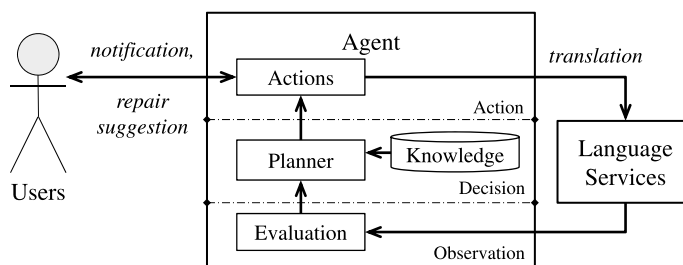 Agent
notification,
translation
Actions
repair
suggestion
Action
Planner
Knowledge
Language
Services
Users
Decision
Evaluation
Observation